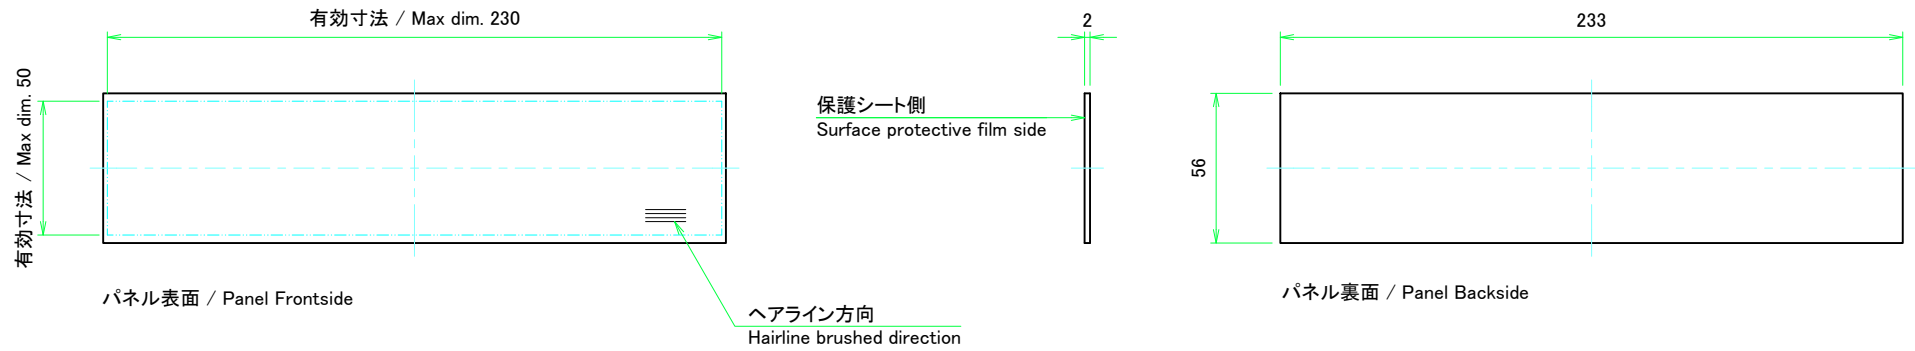 有効寸法 / Max dim. 230
有効寸法 / Max dim. 50
パネル表面 / Panel Frontside
ヘアライン方向
Hairline brushed direction
2
保護シート側
Surface protective film side
233
56
パネル裏面 / Panel Backside